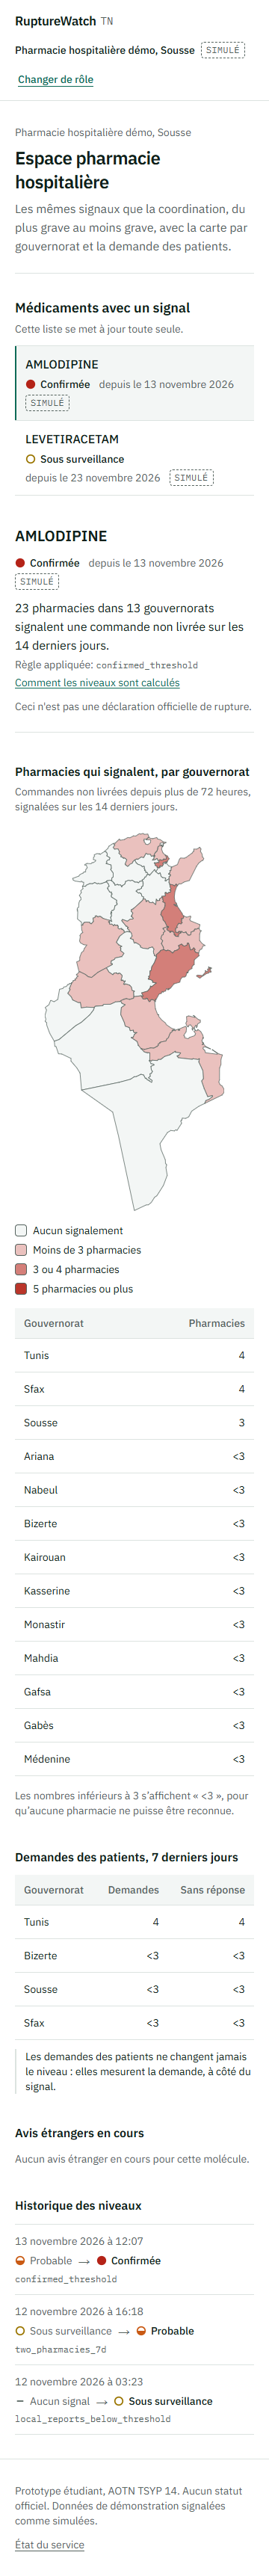 RuptureWatch TN
Pharmacie hospitalière démo, Sousse SIMULÉ
Changer de rôle
Pharmacie hospitalière démo, Sousse
Espace pharmacie
hospitalière
Les mêmes signaux que la coordination, du
plus grave au moins grave, avec la carte par
gouvernorat et la demande des patients.
Médicaments avec un signal
Cette liste se met à jour toute seule.
AMLODIPINE
Confirmée depuis le 13 novembre 2026
SIMULÉ
LEVETIRACETAM
Sous surveillance
depuis le 23 novembre 2026 SIMULÉ
AMLODIPINE
Confirmée depuis le 13 novembre 2026
SIMULÉ
23 pharmacies dans 13 gouvernorats
signalent une commande non livrée sur les
14 derniers jours.
Règle appliquée: confirmed_threshold
Comment les niveaux sont calculés
Ceci n'est pas une déclaration officielle de rupture.
Pharmacies qui signalent, par gouvernorat
Commandes non livrées depuis plus de 72 heures,
signalées sur les 14 derniers jours.
Aucun signalement
Moins de 3 pharmacies
3 ou 4 pharmacies
5 pharmacies ou plus
Gouvernorat Pharmacies
Tunis 4
Sfax 4
Sousse 3
Ariana <3
Nabeul <3
Bizerte <3
Kairouan <3
Kasserine <3
Monastir <3
Mahdia <3
Gafsa <3
Gabès <3
Médenine <3
Les nombres inférieurs à 3 s'affichent « <3 », pour
qu'aucune pharmacie ne puisse être reconnue.
Demandes des patients, 7 derniers jours
Gouvernorat Demandes Sans réponse
Tunis 4 4
Bizerte <3 <3
Sousse <3 <3
Sfax <3 <3
Les demandes des patients ne changent jamais
le niveau : elles mesurent la demande, à côté du
signal.
Avis étrangers en cours
Aucun avis étranger en cours pour cette molécule.
Historique des niveaux
13 novembre 2026 à 12:07
Probable → Confirmée
confirmed_threshold
12 novembre 2026 à 16:18
Sous surveillance → Probable
two_pharmacies_7d
12 novembre 2026 à 03:23
Aucun signal → Sous surveillance
local_reports_below_threshold
Prototype étudiant, AOTN TSYP 14. Aucun statut
officiel. Données de démonstration signalées
comme simulées.
État du service